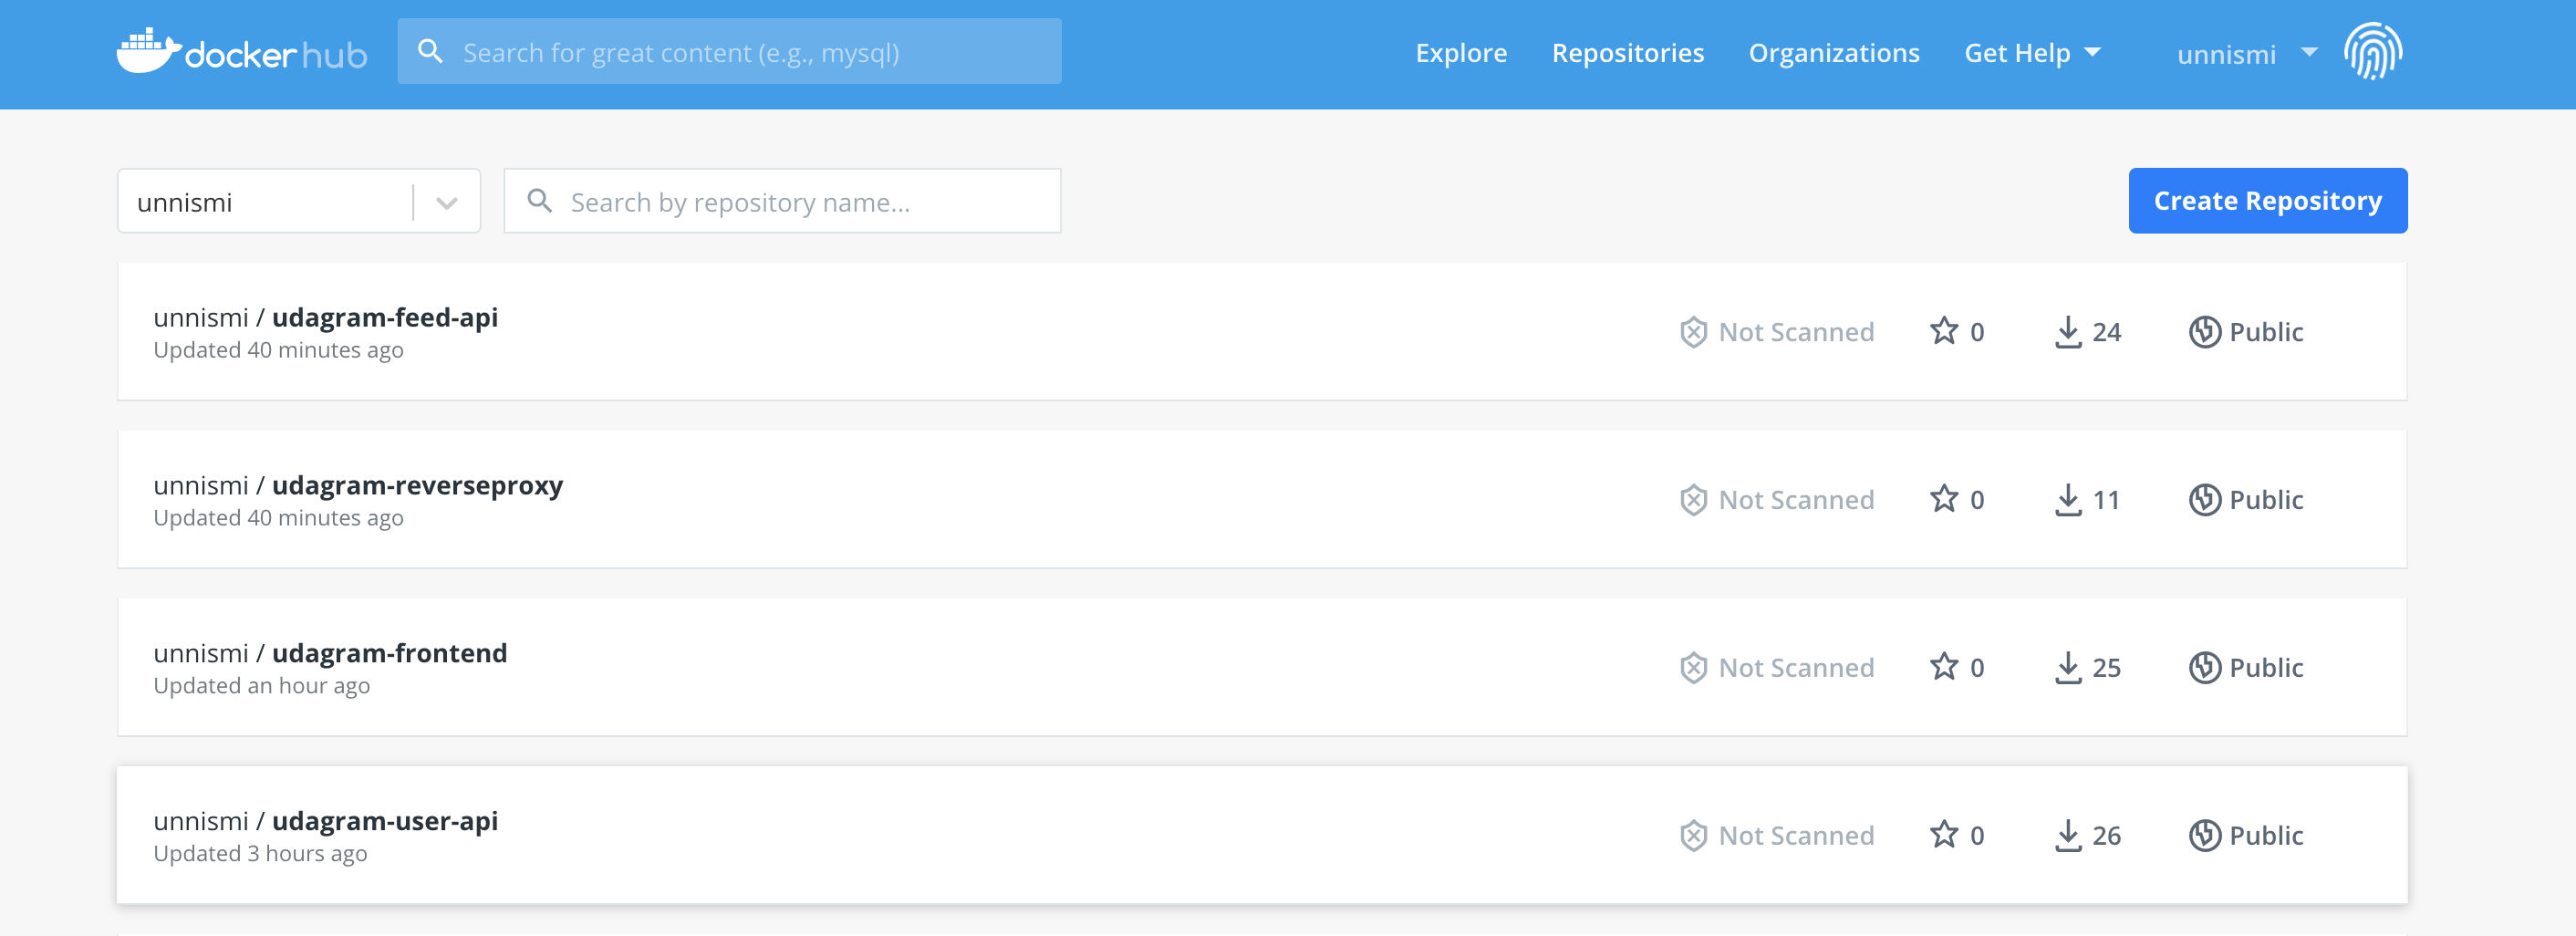 docker hub
Search for great content (e.g., mysql)
Explore
Repositories
Organizations
Get Help
unnismi
unnismi
Search by repository name...
Create Repository
unnismi / udagram-feed-api
Updated 40 minutes ago
Not Scanned
0
24
Public
unnismi / udagram-reverseproxy
Updated 40 minutes ago
Not Scanned
0
11
Public
unnismi / udagram-frontend
Updated an hour ago
Not Scanned
0
25
Public
unnismi / udagram-user-api
Updated 3 hours ago
Not Scanned
0
26
Public